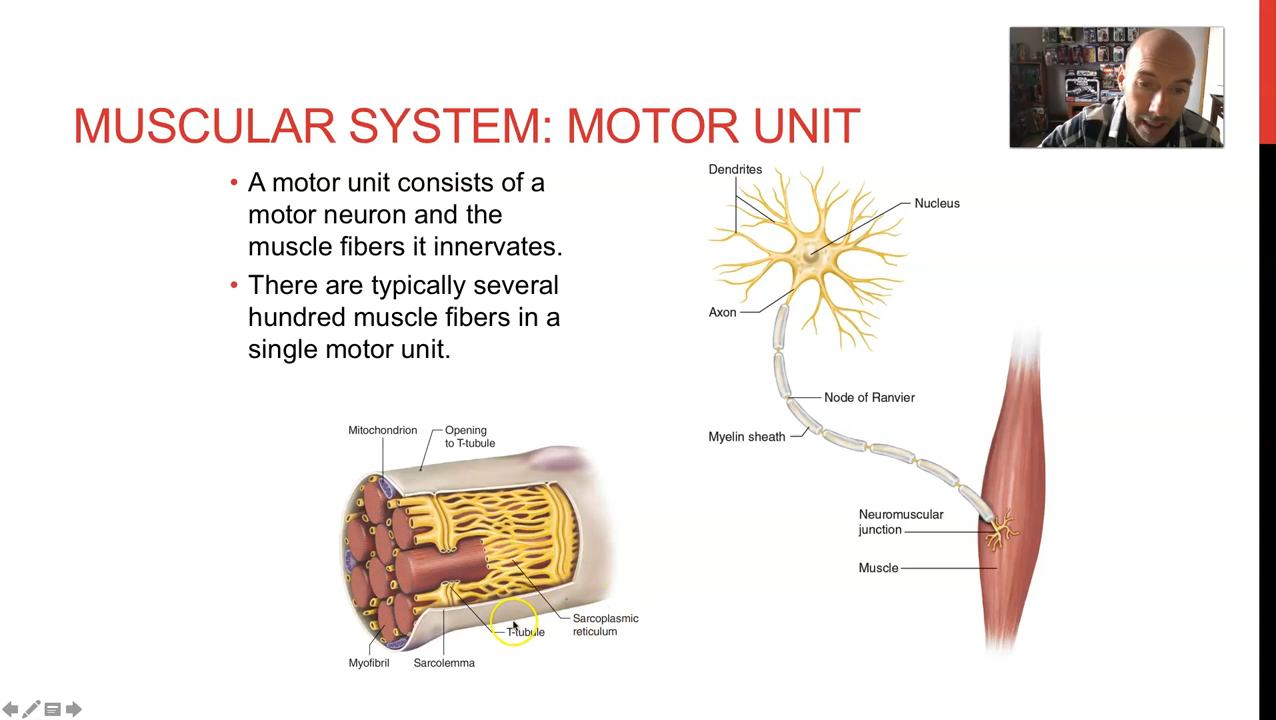 MUSCULAR SYSTEM: MOTOR UNIT
• A motor unit consists of a
motor neuron and the
muscle fibers it innervates.
• There are typically several
hundred muscle fibers in a
single motor unit.
Dendrites
Nucleus
Axon
Node of Ranvier
Myelin sheath
Neuromuscular
junction
Muscle
Mitochondrion
Opening
to T-tubule
Sarcoplasmic
reticulum
T-tubule
Myofibril
Sarcolemma